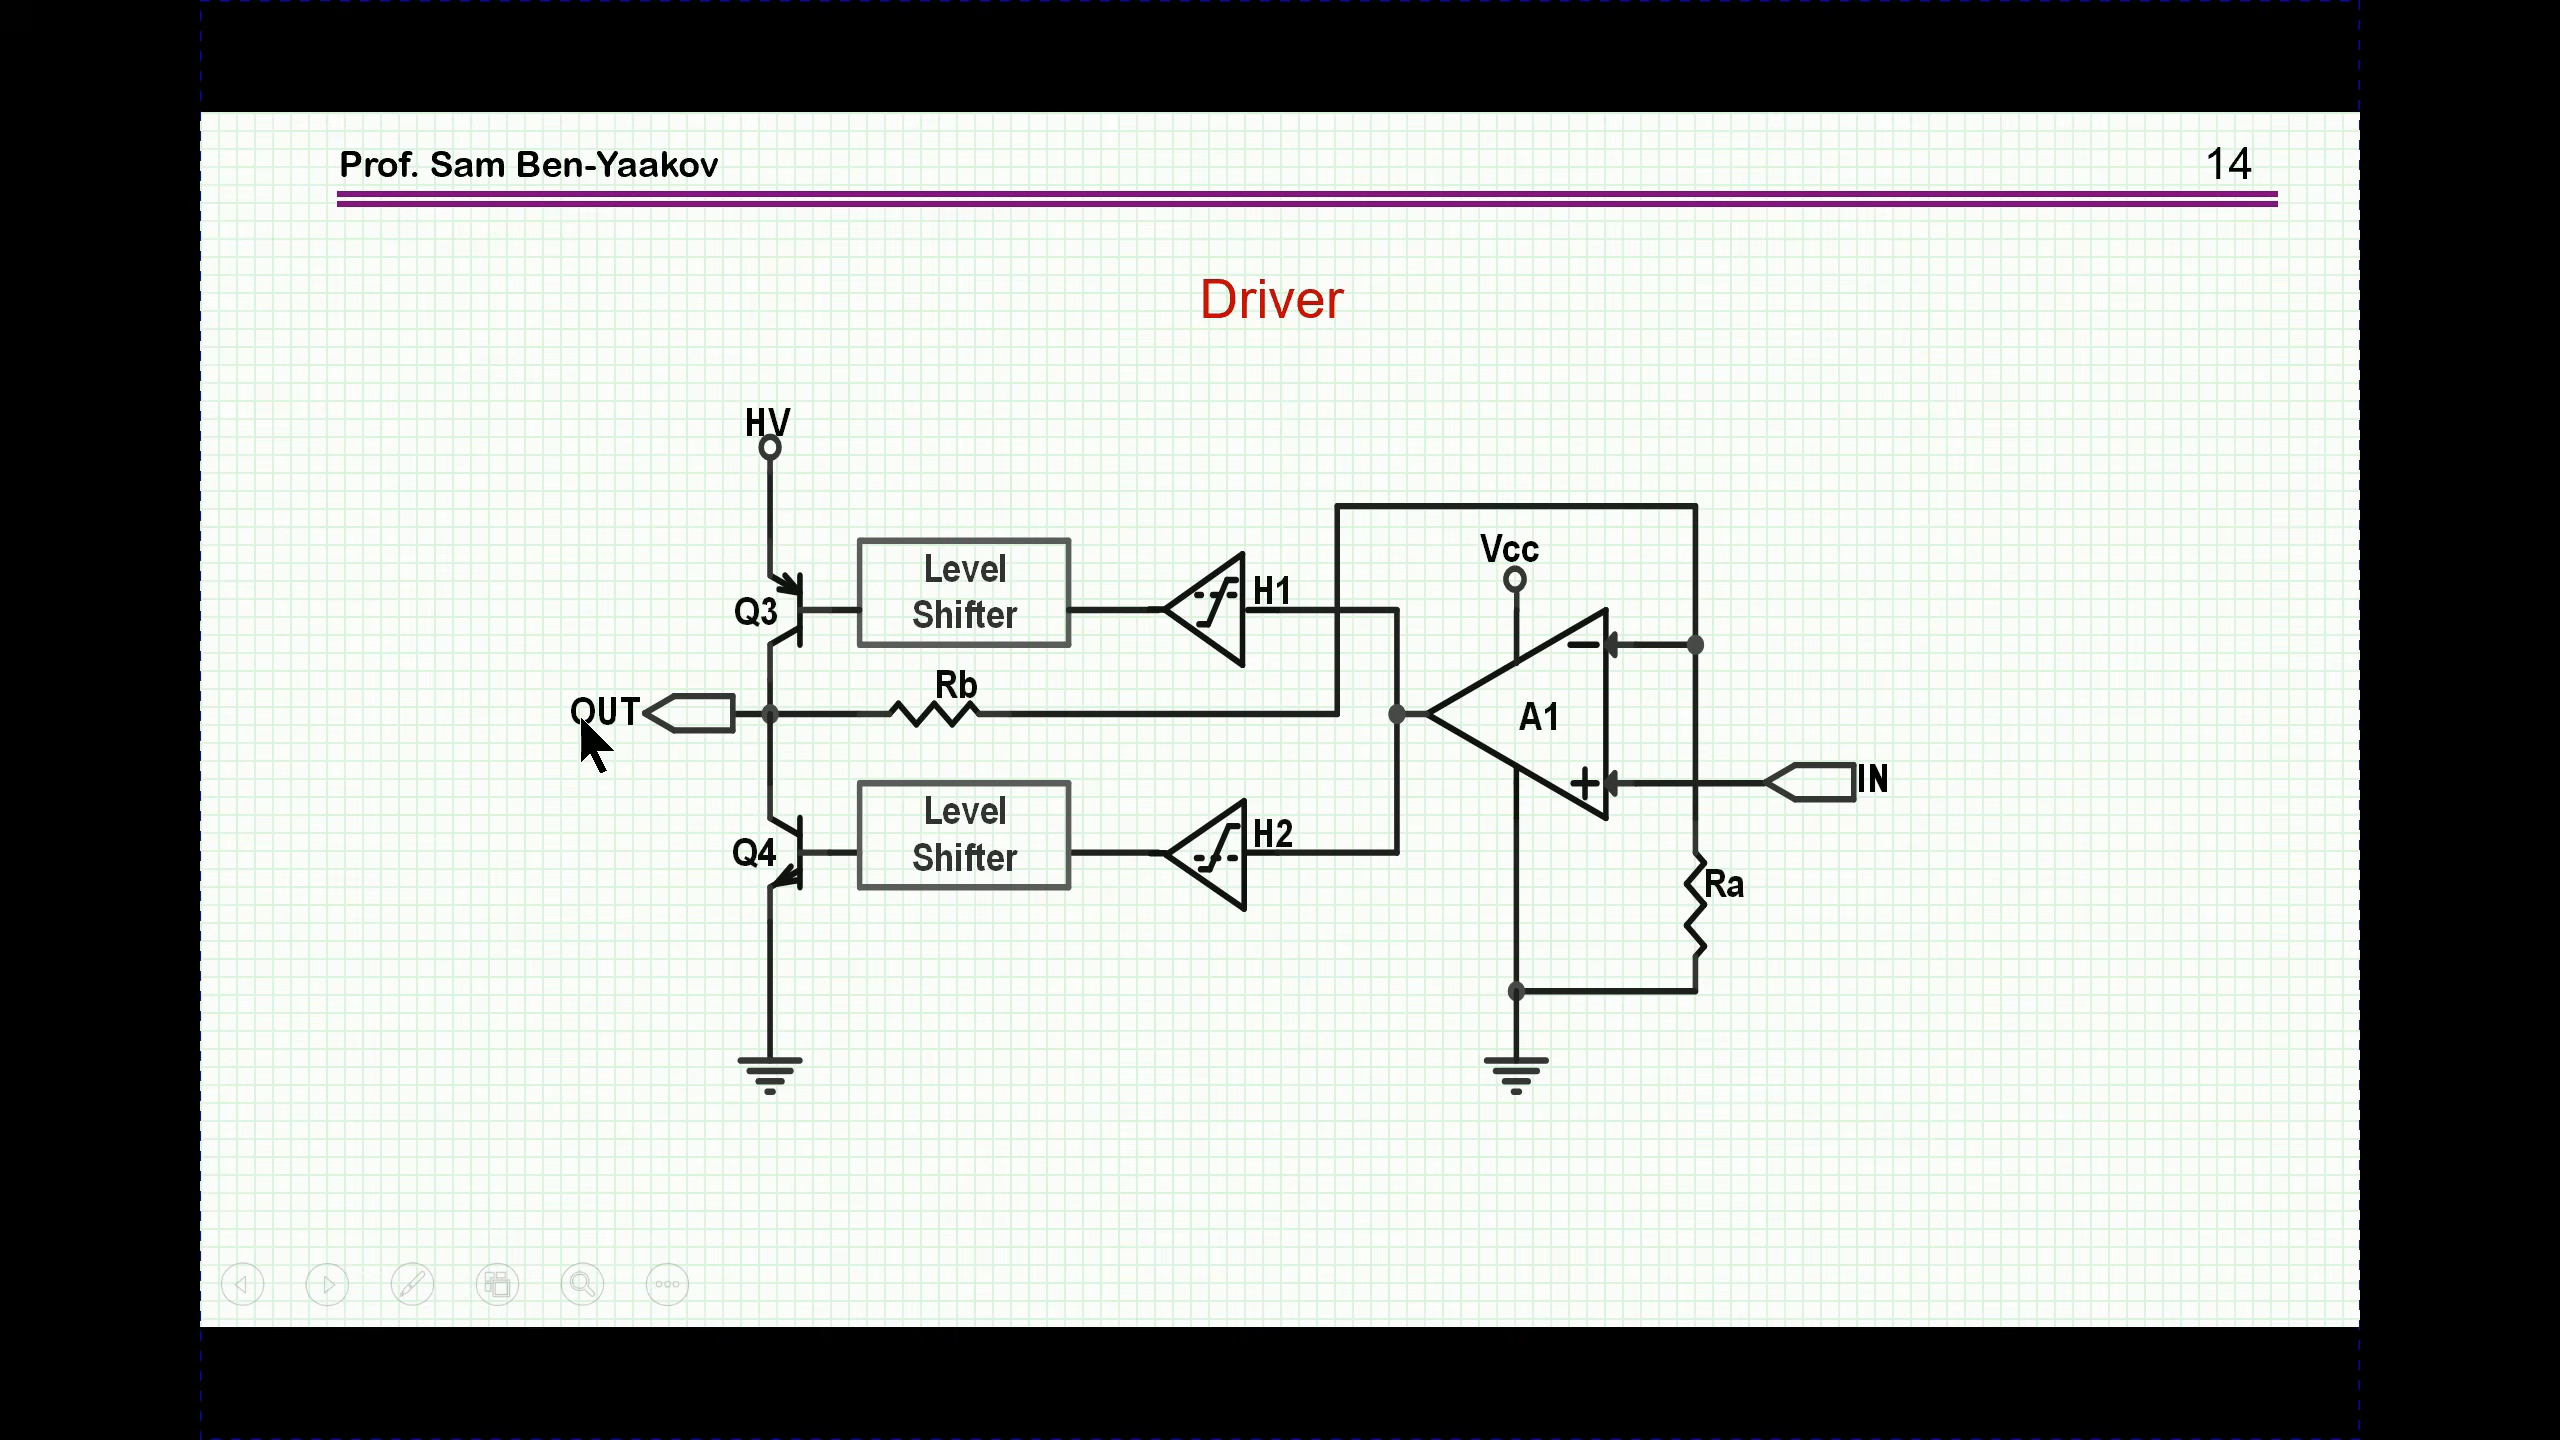 Prof. Sam Ben-Yaakov
14
Driver
HV
Vcc
Level
Shifter
H1
Q3
Rb
OUT
A1
IN
Level
Shifter
H2
Q4
Ra